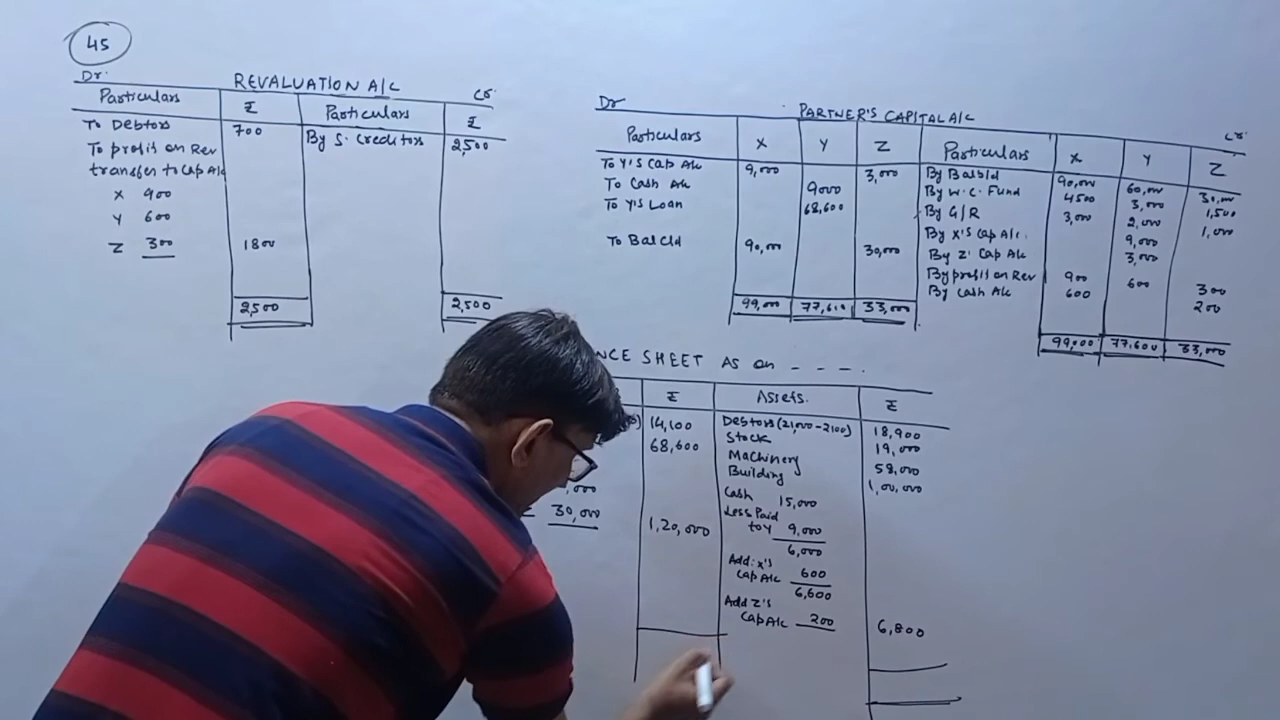 45
Dr. REVALUATION A/C Cr.
Particulars ₹ Particulars ₹
To Debtors 700 By S. Creditors 2,500
To profit on Rev
transfer to Cap A/c
X 900
Y 600
Z 300 1800
2,500 2,500
Dr PARTNER'S CAPITAL A/C Cr.
Particulars X Y Z Particulars X Y Z
To Y'S Cap A/c 9,000 3,000 By Bal b/d 90,000 60,000 30,000
To Cash A/c 9000 By W.C. Fund 4500 3,000 1,500
To Y'S Loan 68,600 By G/R 3,000 2,000 1,000
By X'S Cap A/c. 9,000
To Bal C/d 90,000 30,000 By Z' Cap A/c 3,000
By profit on Rev 900 600 300
By Cash A/c 600 200
99,000 77,610 33,000 99,000 77,600 33,000
NCE SHEET AS on - - - .
₹ Assets. ₹
14,100 Debtors (21,000-2100) 18,900
68,600 Stock 19,000
Machinery 58,000
Building 1,00,000
,000 Cash 15,000
30,000 1,20,000 Less Paid
to Y 9,000
6,000
Add: X's
Cap A/c 600
6,600
Add Z's
Cap A/c 200 6,800